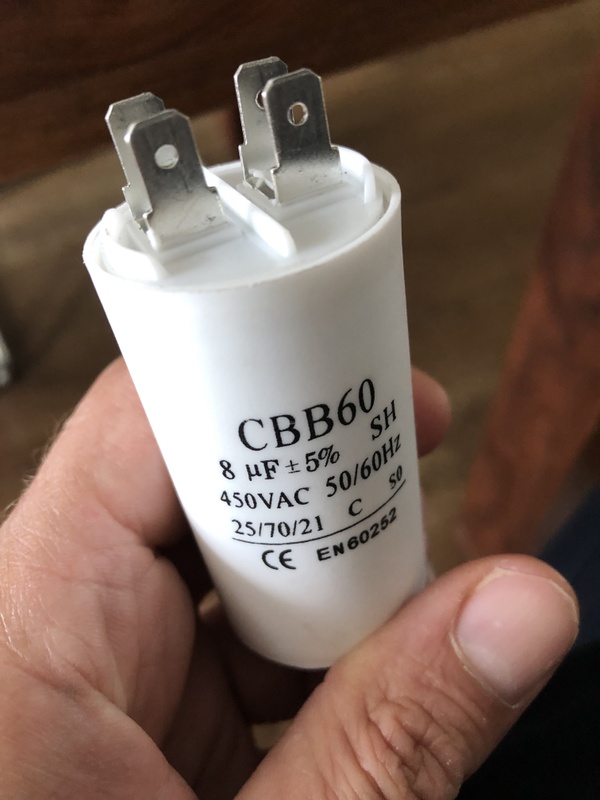 CBB60
8 µF ±5% SH
450VAC 50/60Hz
25/70/21 C S0
CE EN60252